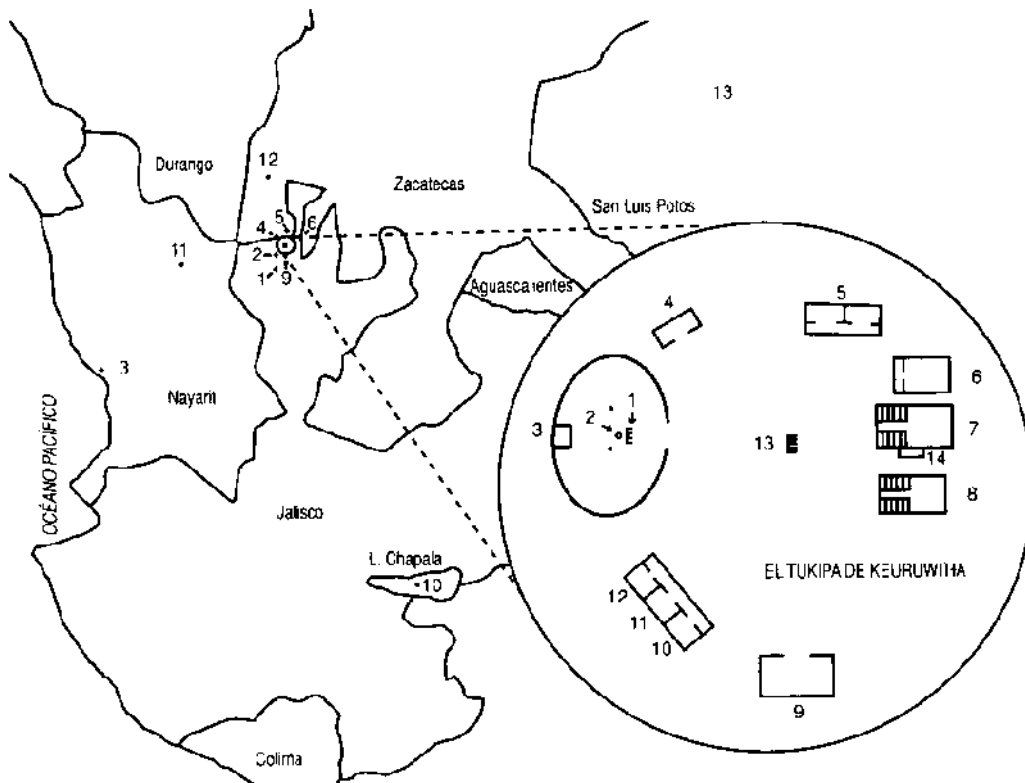 13
Durango
12
Zacatecas
San Luis Potos
5
4
6
11
2
1
9
Aguascalientes
4
5
6
3
Nayarit
1
2
3
7
13
14
8
OCÉANO PACÍFICO
Jalisco
L. Chapala
10
EL TUKIPA DE KEURUWITIA
12
11
10
9
Colima